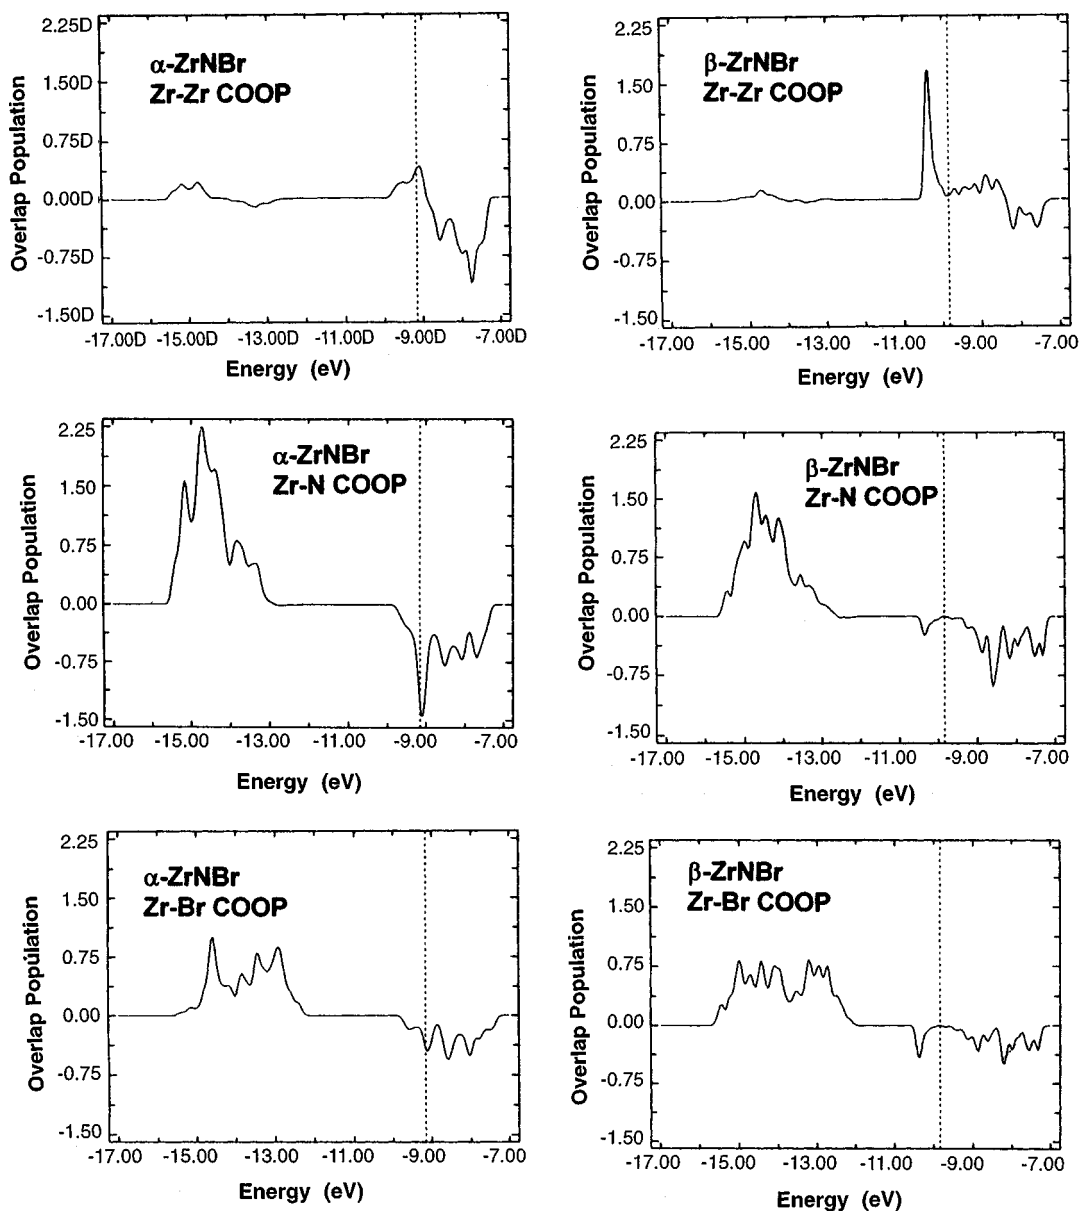 2.25D
1.50D
0.75D
0.00D
-0.75D
-1.50D
Overlap Population
α-ZrNBr
Zr-Zr COOP
-17.00D -15.00D -13.00D -11.00D -9.00D -7.00D
Energy (eV)
2.25
1.50
0.75
0.00
-0.75
-1.50
Overlap Population
β-ZrNBr
Zr-Zr COOP
-17.00 -15.00 -13.00 -11.00 -9.00 -7.00
Energy (eV)
2.25
1.50
0.75
0.00
-0.75
-1.50
Overlap Population
α-ZrNBr
Zr-N COOP
-17.00 -15.00 -13.00 -11.00 -9.00 -7.00
Energy (eV)
2.25
1.50
0.75
0.00
-0.75
-1.50
Overlap Population
β-ZrNBr
Zr-N COOP
-17.00 -15.00 -13.00 -11.00 -9.00 -7.00
Energy (eV)
2.25
1.50
0.75
0.00
-0.75
-1.50
Overlap Population
α-ZrNBr
Zr-Br COOP
-17.00 -15.00 -13.00 -11.00 -9.00 -7.00
Energy (eV)
2.25
1.50
0.75
0.00
-0.75
-1.50
Overlap Population
β-ZrNBr
Zr-Br COOP
-17.00 -15.00 -13.00 -11.00 -9.00 -7.00
Energy (eV)